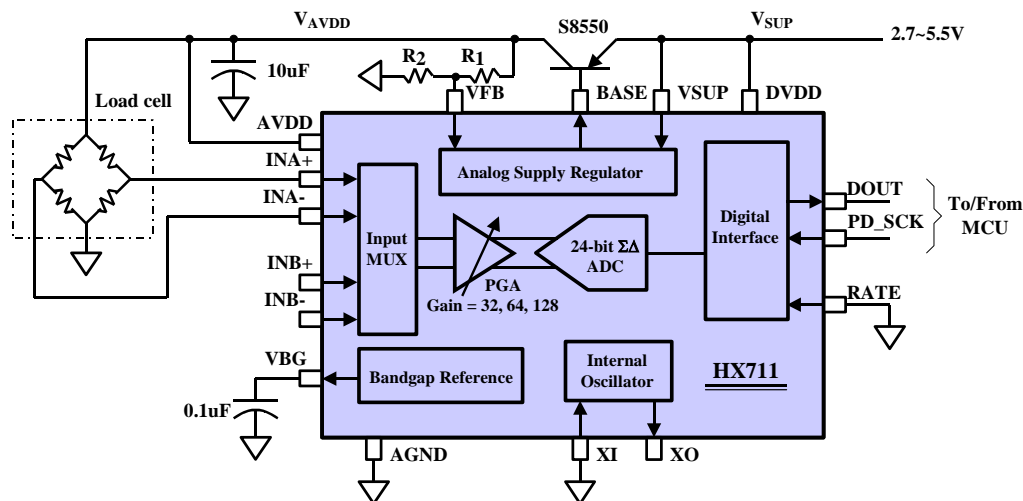 V_AVDD
S8550
V_SUP
2.7~5.5V
10uF
R2
R1
VFB
BASE
VSUP
DVDD
Load cell
AVDD
INA+
INA-
INB+
INB-
VBG
0.1uF
Analog Supply Regulator
Input
MUX
PGA
Gain = 32, 64, 128
24-bit ΣΔ
ADC
Digital
Interface
DOUT
PD_SCK
To/From
MCU
RATE
Bandgap Reference
Internal
Oscillator
HX711
AGND
XI
XO